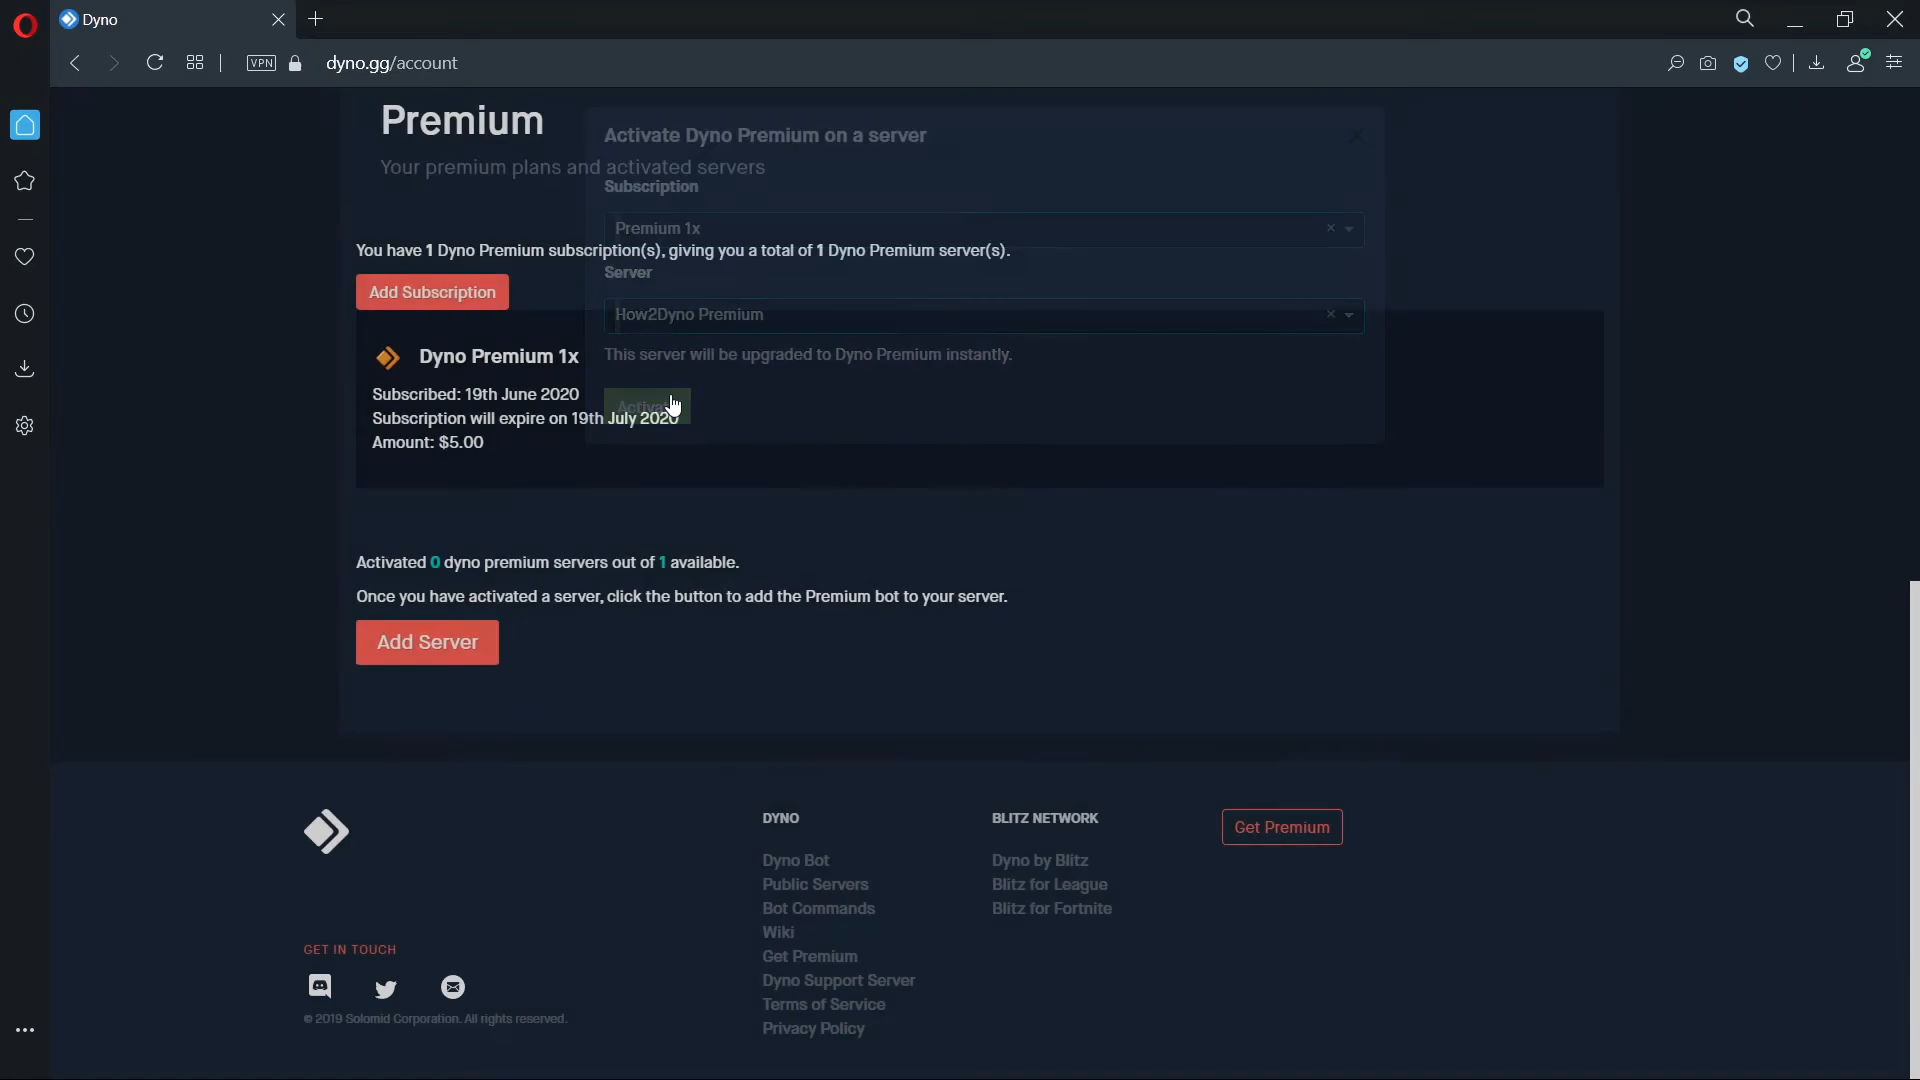 Dyno
VPN
dyno.gg/account
Premium
Your premium plans and activated servers
Activate Dyno Premium on a server
Subscription
Premium 1x
You have 1 Dyno Premium subscription(s), giving you a total of 1 Dyno Premium server(s).
Server
Add Subscription
How2Dyno Premium
This server will be upgraded to Dyno Premium instantly.
Dyno Premium 1x
Subscribed: 19th June 2020
Activate
Subscription will expire on 19th July 2020
Amount: $5.00
Activated 0 dyno premium servers out of 1 available.
Once you have activated a server, click the button to add the Premium bot to your server.
Add Server
DYNO
Dyno Bot
Public Servers
Bot Commands
Wiki
Get Premium
Dyno Support Server
Terms of Service
Privacy Policy
BLITZ NETWORK
Dyno by Blitz
Blitz for League
Blitz for Fortnite
Get Premium
GET IN TOUCH
© 2019 Solomid Corporation. All rights reserved.